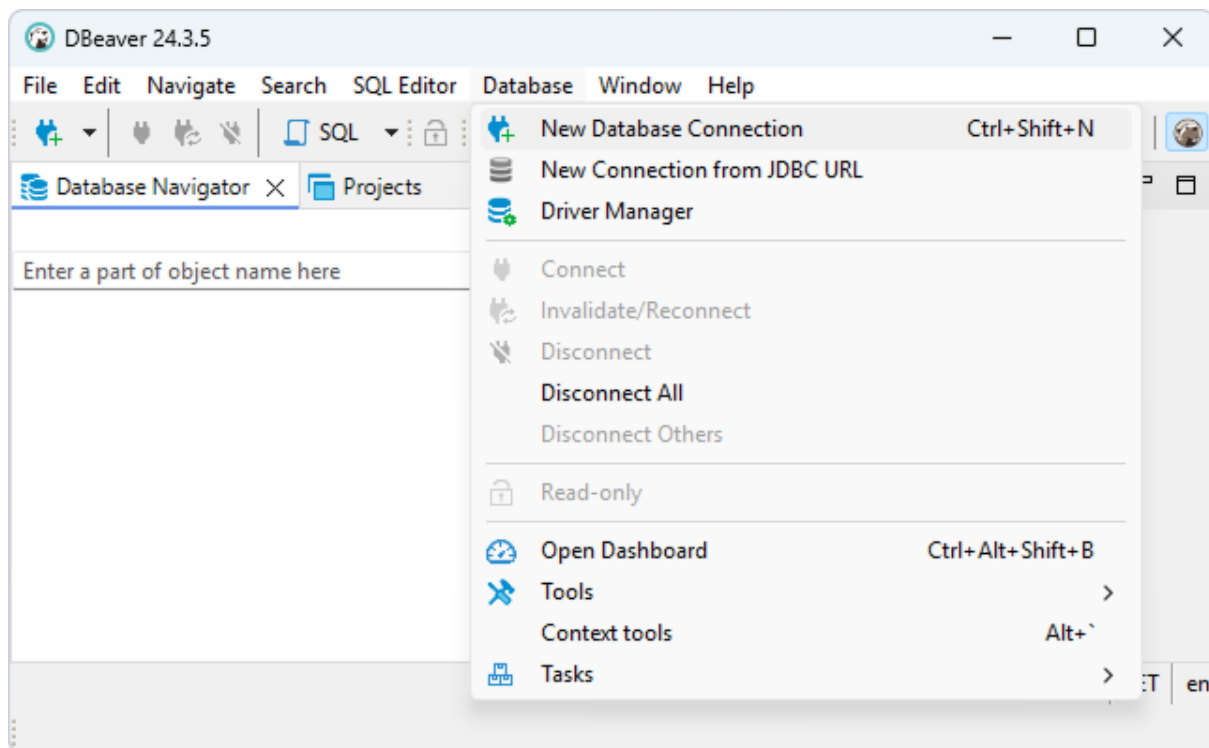 DBeaver 24.3.5
File Edit Navigate Search SQL Editor Database Window Help
SQL
Database Navigator Projects
Enter a part of object name here
New Database Connection Ctrl+Shift+N
New Connection from JDBC URL
Driver Manager
Connect
Invalidate/Reconnect
Disconnect
Disconnect All
Disconnect Others
Read-only
Open Dashboard Ctrl+Alt+Shift+B
Tools
Context tools Alt+`
Tasks
en